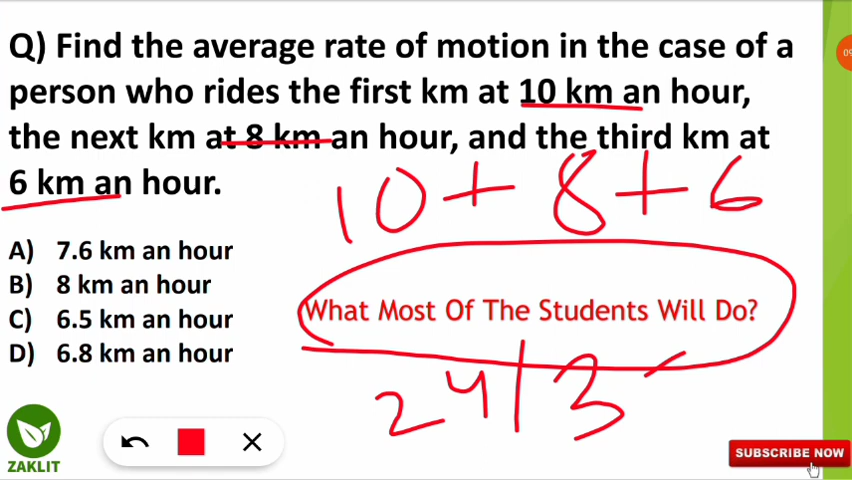 Q) Find the average rate of motion in the case of a
person who rides the first km at 10 km an hour,
the next km at 8 km an hour, and the third km at
6 km an hour.
10 + 8 + 6
A) 7.6 km an hour
B) 8 km an hour
C) 6.5 km an hour
D) 6.8 km an hour
What Most Of The Students Will Do?
24/3
ZAKLIT
SUBSCRIBE NOW